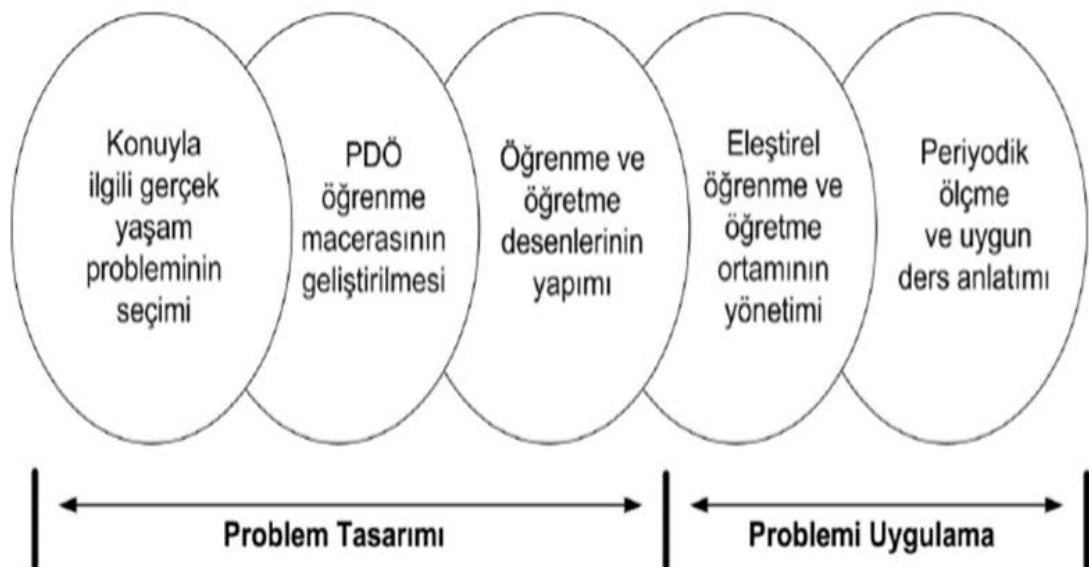 Konuyla
ilgili gerçek
yaşam
probleminin
seçimi
PDÖ
öğrenme
macerasının
geliştirilmesi
Öğrenme ve
öğretme
desenlerinin
yapımı
Eleştirel
öğrenme ve
öğretme
ortamının
yönetimi
Periyodik
ölçme
ve uygun
ders anlatımı
Problem Tasarımı
Problemi Uygulama